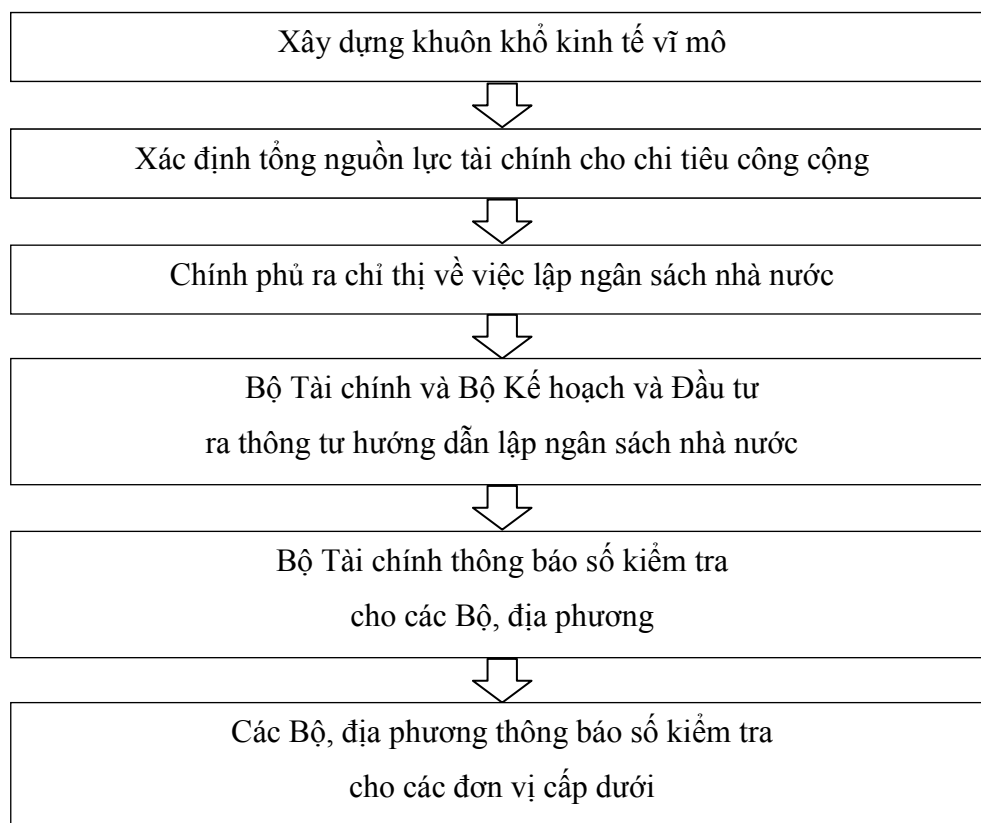 Xây dựng khuôn khổ kinh tế vĩ mô
Xác định tổng nguồn lực tài chính cho chi tiêu công cộng
Chính phủ ra chỉ thị về việc lập ngân sách nhà nước
Bộ Tài chính và Bộ Kế hoạch và Đầu tư
ra thông tư hướng dẫn lập ngân sách nhà nước
Bộ Tài chính thông báo số kiểm tra
cho các Bộ, địa phương
Các Bộ, địa phương thông báo số kiểm tra
cho các đơn vị cấp dưới